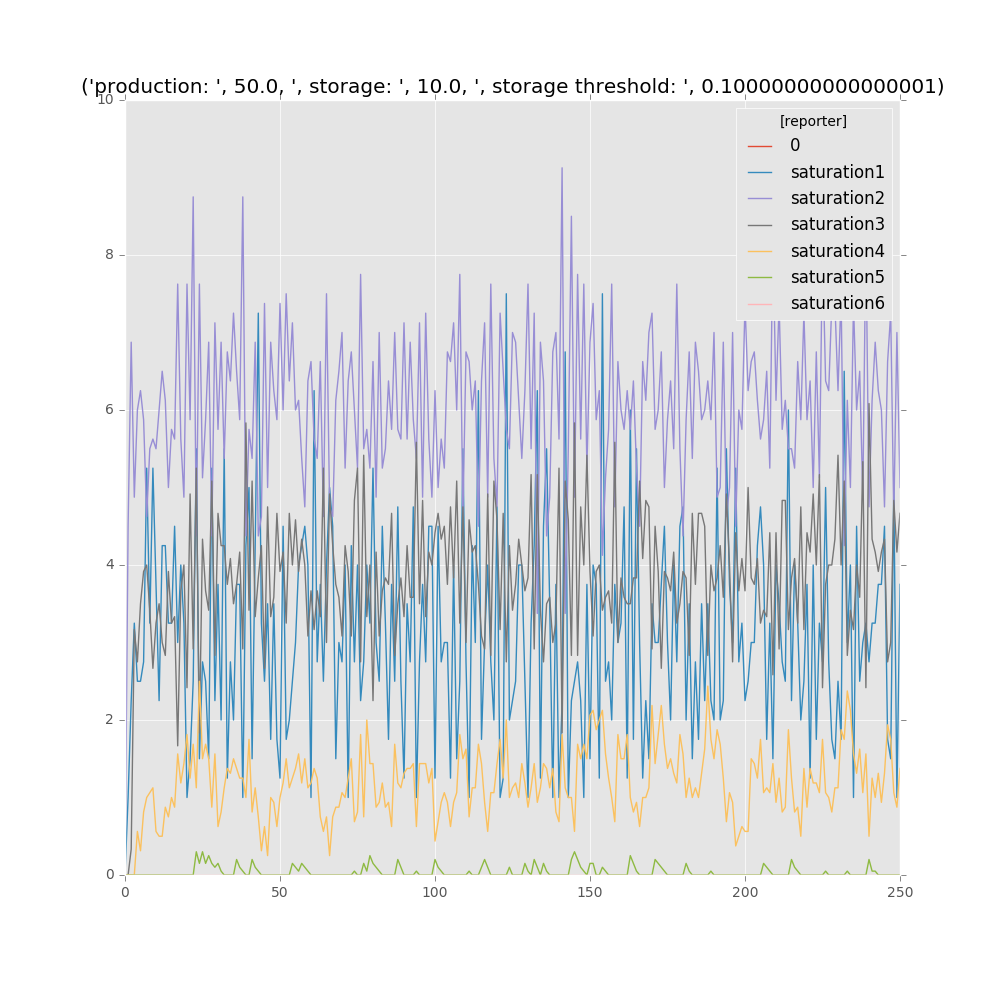 ('production: ', 50.0, ', storage: ', 10.0, ', storage threshold: ', 0.10000000000000001)
[reporter]
0
saturation1
saturation2
saturation3
saturation4
saturation5
saturation6
10
8
6
4
2
0
0 50 100 150 200 250